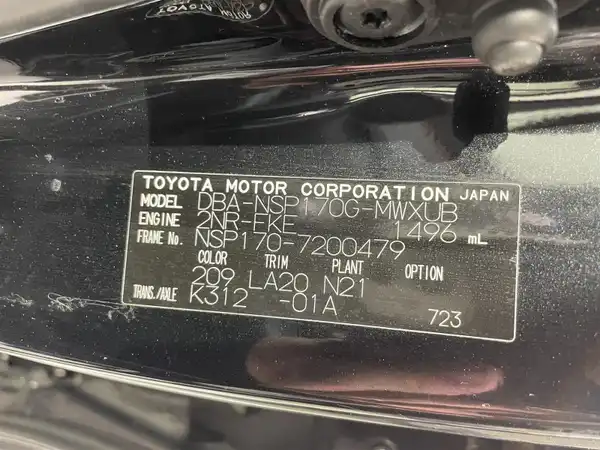 TOYOTA MOTOR CORPORATION JAPAN
MODEL DBA-NSP170G-MWXUB
ENGINE 2NR-FKE 1496 mL
FRAME No. NSP170-7200479
COLOR TRIM PLANT OPTION
209 LA20 N21
TRANS./AXLE K312 -01A
723